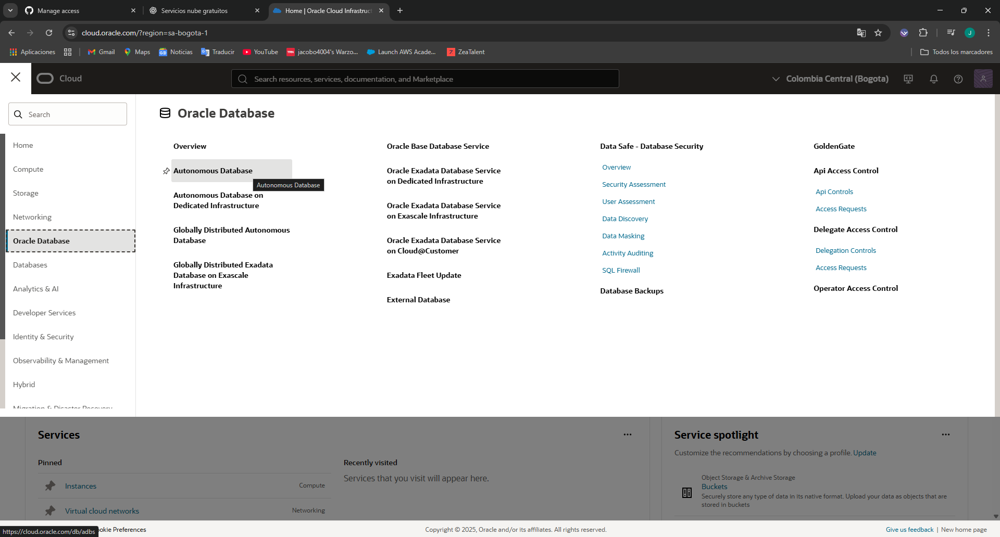 Manage access
Servicios nube gratuitos
Home | Oracle Cloud Infrastruct
cloud.oracle.com/?region=sa-bogota-1
J
Aplicaciones
Gmail
Maps
Noticias
Traducir
YouTube
TRN
jacobo4004's Warzo...
Launch AWS Acade...
Z
ZeaTalent
Todos los marcadores
Cloud
Search resources, services, documentation, and Marketplace
Colombia Central (Bogota)
Search
Home
Compute
Storage
Networking
Oracle Database
Databases
Analytics & AI
Developer Services
Identity & Security
Observability & Management
Hybrid
Migration & Disaster Recovery
Oracle Database
Overview
Autonomous Database
Autonomous Database
Autonomous Database on
Dedicated Infrastructure
Globally Distributed Autonomous
Database
Globally Distributed Exadata
Database on Exascale
Infrastructure
Oracle Base Database Service
Oracle Exadata Database Service
on Dedicated Infrastructure
Oracle Exadata Database Service
on Exascale Infrastructure
Oracle Exadata Database Service
on Cloud@Customer
Exadata Fleet Update
External Database
Data Safe - Database Security
Overview
Security Assessment
User Assessment
Data Discovery
Data Masking
Activity Auditing
SQL Firewall
Database Backups
GoldenGate
Api Access Control
Api Controls
Access Requests
Delegate Access Control
Delegation Controls
Access Requests
Operator Access Control
Services
Pinned
Instances
Compute
Virtual cloud networks
Networking
Recently visited
Services that you visit will appear here.
Service spotlight
Customize the recommendations by choosing a profile. Update
Object Storage & Archive Storage
Buckets
Securely store any type of data in its native format. Upload your data as objects that are
stored in buckets
https://cloud.oracle.com/db/adbs
ookie Preferences
Copyright © 2025, Oracle and/or its affiliates. All rights reserved.
Give us feedback | New home page